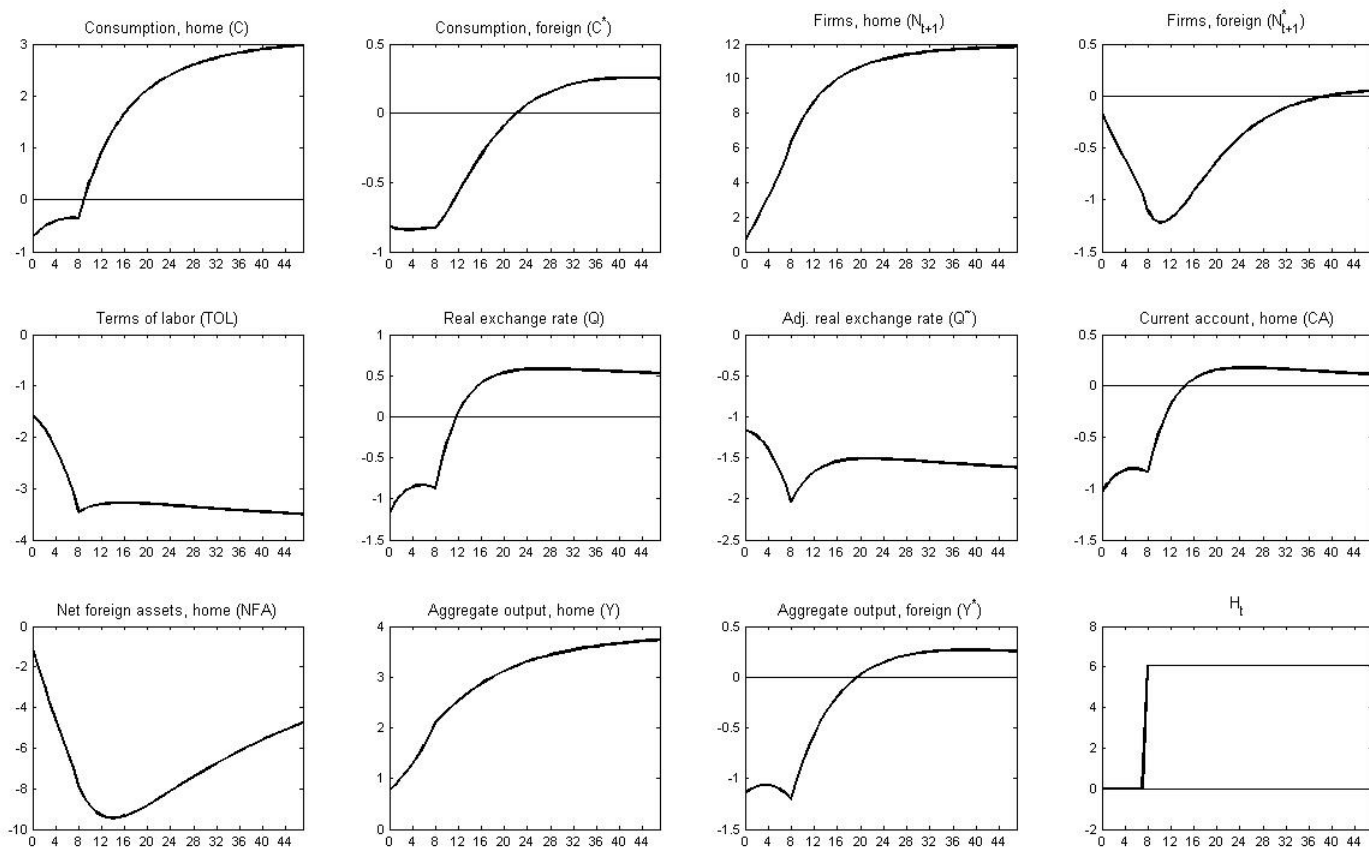 Consumption, home (C)
3
2
1
0
-1
0 4 8 12 16 20 24 28 32 36 40 44
Consumption, foreign (C*)
0.5
0
-0.5
-1
0 4 8 12 16 20 24 28 32 36 40 44
Firms, home (Nt+1)
12
10
8
6
4
2
0
0 4 8 12 16 20 24 28 32 36 40 44
Firms, foreign (N*t+1)
0.5
0
-0.5
-1
-1.5
0 4 8 12 16 20 24 28 32 36 40 44
Terms of labor (TOL)
0
-1
-2
-3
-4
0 4 8 12 16 20 24 28 32 36 40 44
Real exchange rate (Q)
1
0.5
0
-0.5
-1
-1.5
0 4 8 12 16 20 24 28 32 36 40 44
Adj. real exchange rate (Q~)
0
-0.5
-1
-1.5
-2
-2.5
0 4 8 12 16 20 24 28 32 36 40 44
Current account, home (CA)
0.5
0
-0.5
-1
-1.5
0 4 8 12 16 20 24 28 32 36 40 44
Net foreign assets, home (NFA)
0
-2
-4
-6
-8
-10
0 4 8 12 16 20 24 28 32 36 40 44
Aggregate output, home (Y)
4
3
2
1
0
0 4 8 12 16 20 24 28 32 36 40 44
Aggregate output, foreign (Y*)
0.5
0
-0.5
-1
-1.5
0 4 8 12 16 20 24 28 32 36 40 44
Ht
8
6
4
2
0
-2
0 4 8 12 16 20 24 28 32 36 40 44